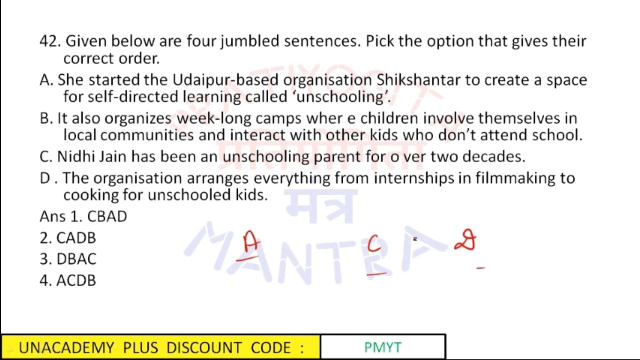 42. Given below are four jumbled sentences. Pick the option that gives their
correct order.
A. She started the Udaipur-based organisation Shikshantar to create a space
for self-directed learning called ‘unschooling’.
B. It also organizes week-long camps wher e children involve themselves in
local communities and interact with other kids who don’t attend school.
C. Nidhi Jain has been an unschooling parent for o ver two decades.
D . The organisation arranges everything from internships in filmmaking to
cooking for unschooled kids.
Ans 1. CBAD
2. CADB
3. DBAC
4. ACDB
A C D
PRATIYOGITA
प्रतियोगिता
मंत्र
MANTRA
UNACADEMY PLUS DISCOUNT CODE : PMYT